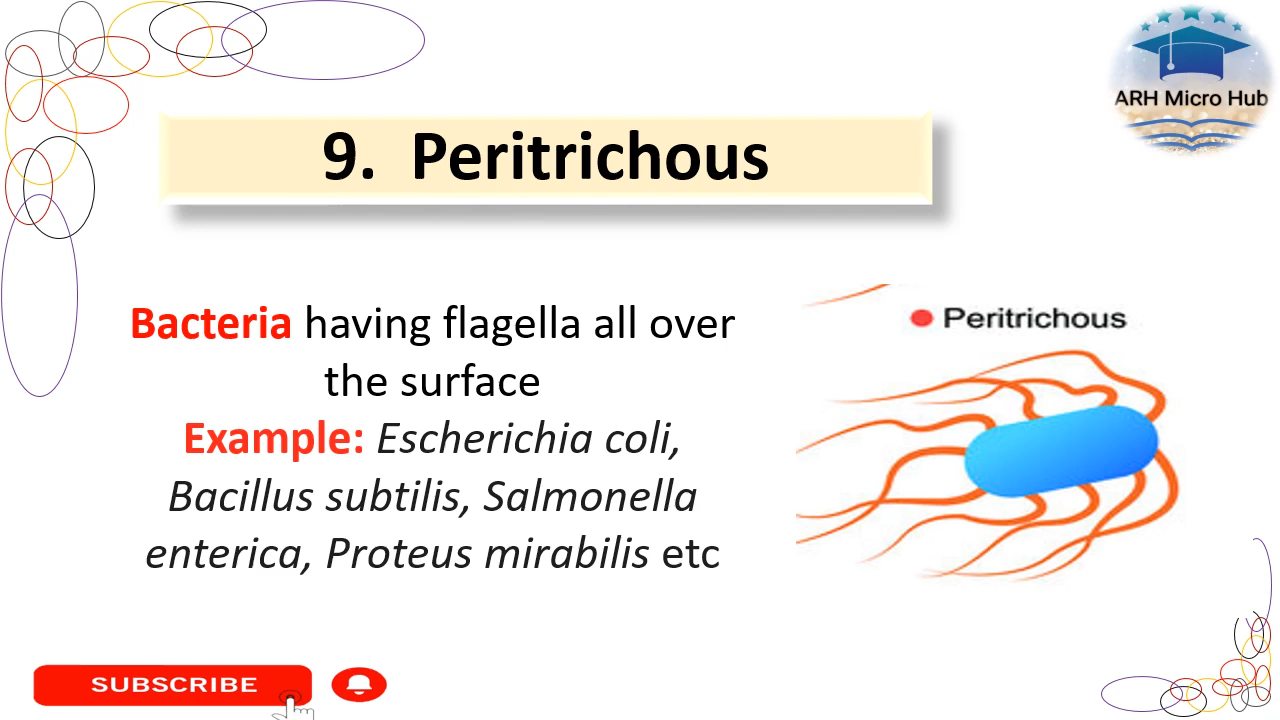 ARH Micro Hub
9. Peritrichous
Bacteria having flagella all over
the surface
Example: Escherichia coli,
Bacillus subtilis, Salmonella
enterica, Proteus mirabilis etc
Peritrichous
SUBSCRIBE